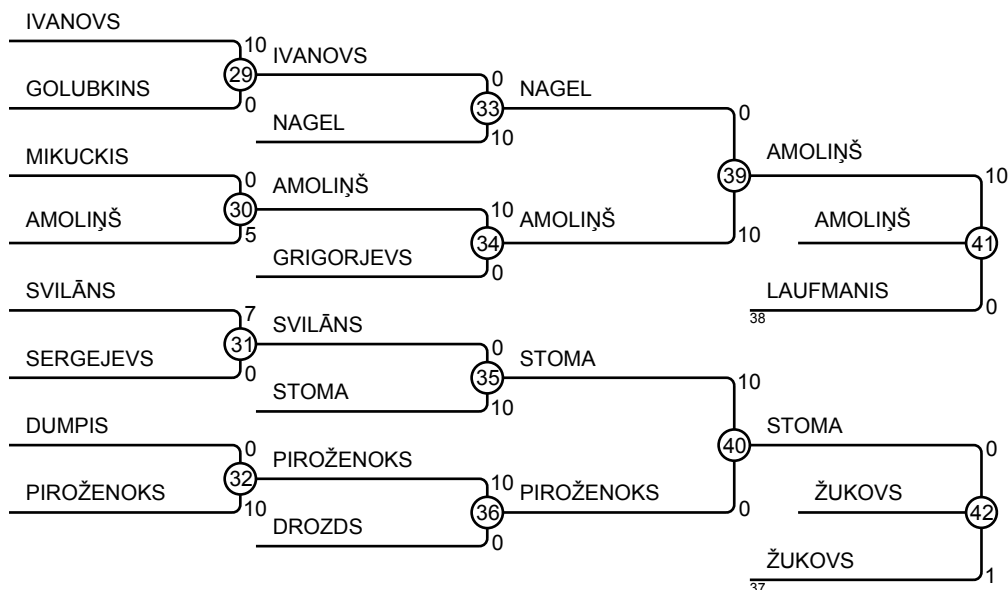 IVANOVS
10
29
IVANOVS
GOLUBKINS
0
0
33
NAGEL
NAGEL
10
0
MIKUCKIS
0
30
AMOLIŅŠ
39
AMOLIŅŠ
10
AMOLIŅŠ
5
10
34
AMOLIŅŠ
10
AMOLIŅŠ
41
GRIGORJEVS
0
SVILĀNS
7
31
SVILĀNS
LAUFMANIS
38
0
SERGEJEVS
0
0
35
STOMA
STOMA
10
10
DUMPIS
0
32
PIROŽENOKS
40
STOMA
0
PIROŽENOKS
10
10
36
PIROŽENOKS
0
ŽUKOVS
42
DROZDS
0
ŽUKOVS
37
1